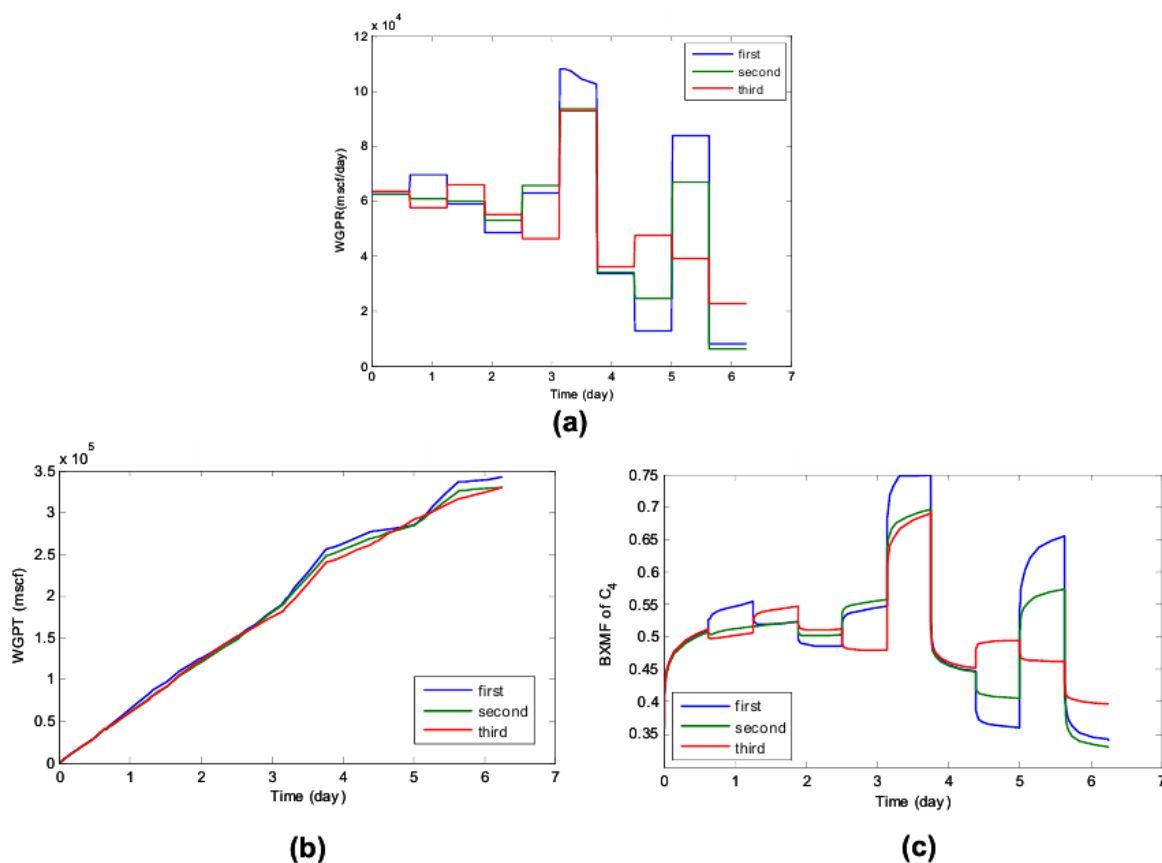 x 10^4
12
10
8
6
4
2
0
WGPR(mscf/day)
first
second
third
0 1 2 3 4 5 6 7
Time (day)
(a)
x 10^5
3.5
3
2.5
2
1.5
1
0.5
0
WGPT (mscf)
first
second
third
0 1 2 3 4 5 6 7
Time (day)
(b)
0.75
0.7
0.65
0.6
0.55
0.5
0.45
0.4
0.35
BXMF of C4
first
second
third
0 1 2 3 4 5 6 7
Time (day)
(c)